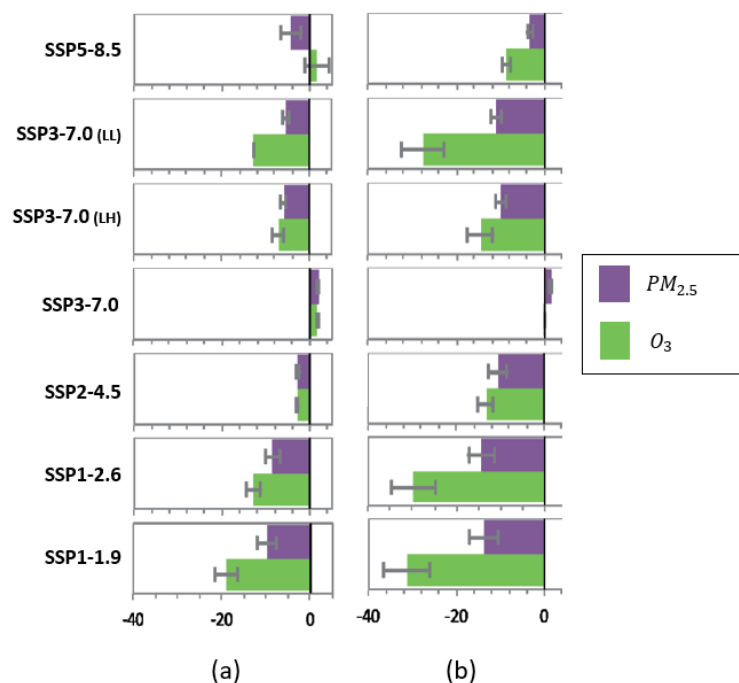 SSP5-8.5
SSP3-7.0 (LL)
SSP3-7.0 (LH)
SSP3-7.0
SSP2-4.5
SSP1-2.6
SSP1-1.9
PM2.5
O3
-40 -20 0
-40 -20 0
(a) (b)